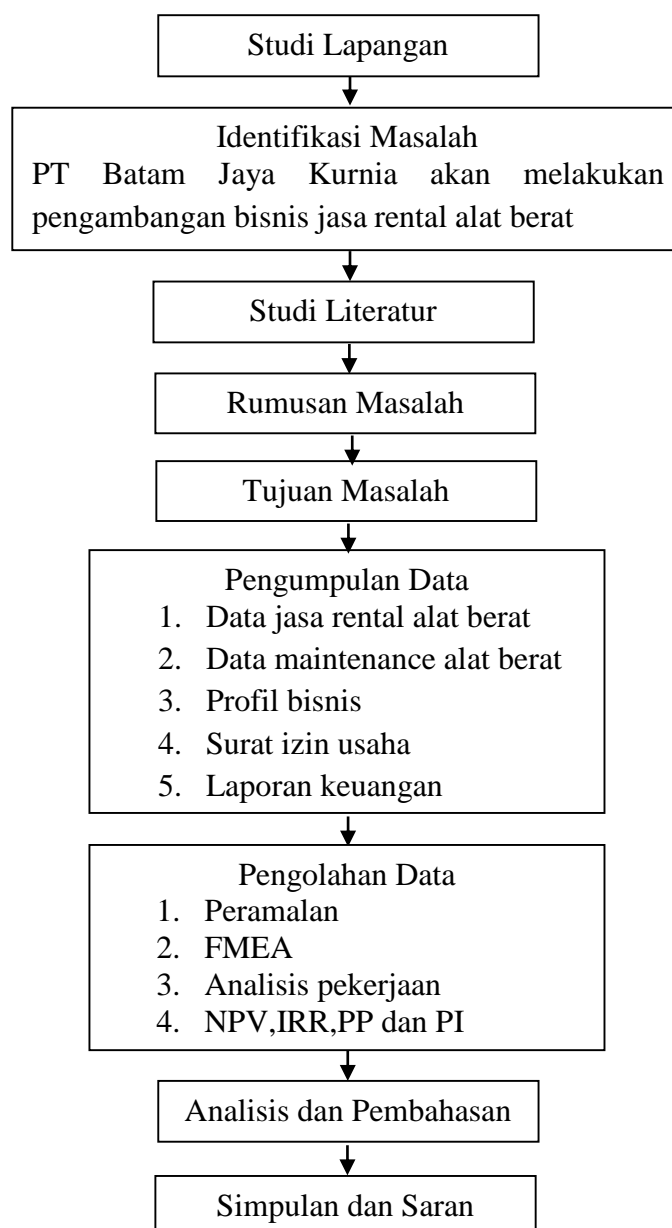 Studi Lapangan
Identifikasi Masalah
PT Batam Jaya Kurnia akan melakukan
pengambangan bisnis jasa rental alat berat
Studi Literatur
Rumusan Masalah
Tujuan Masalah
Pengumpulan Data
1. Data jasa rental alat berat
2. Data maintenance alat berat
3. Profil bisnis
4. Surat izin usaha
5. Laporan keuangan
Pengolahan Data
1. Peramalan
2. FMEA
3. Analisis pekerjaan
4. NPV,IRR,PP dan PI
Analisis dan Pembahasan
Simpulan dan Saran